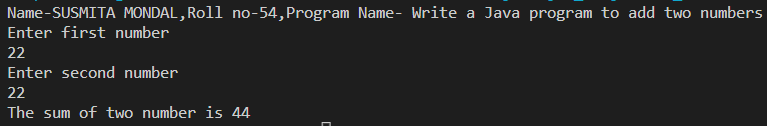 Name-SUSMITA MONDAL,Roll no-54,Program Name- Write a Java program to add two numbers
Enter first number
22
Enter second number
22
The sum of two number is 44